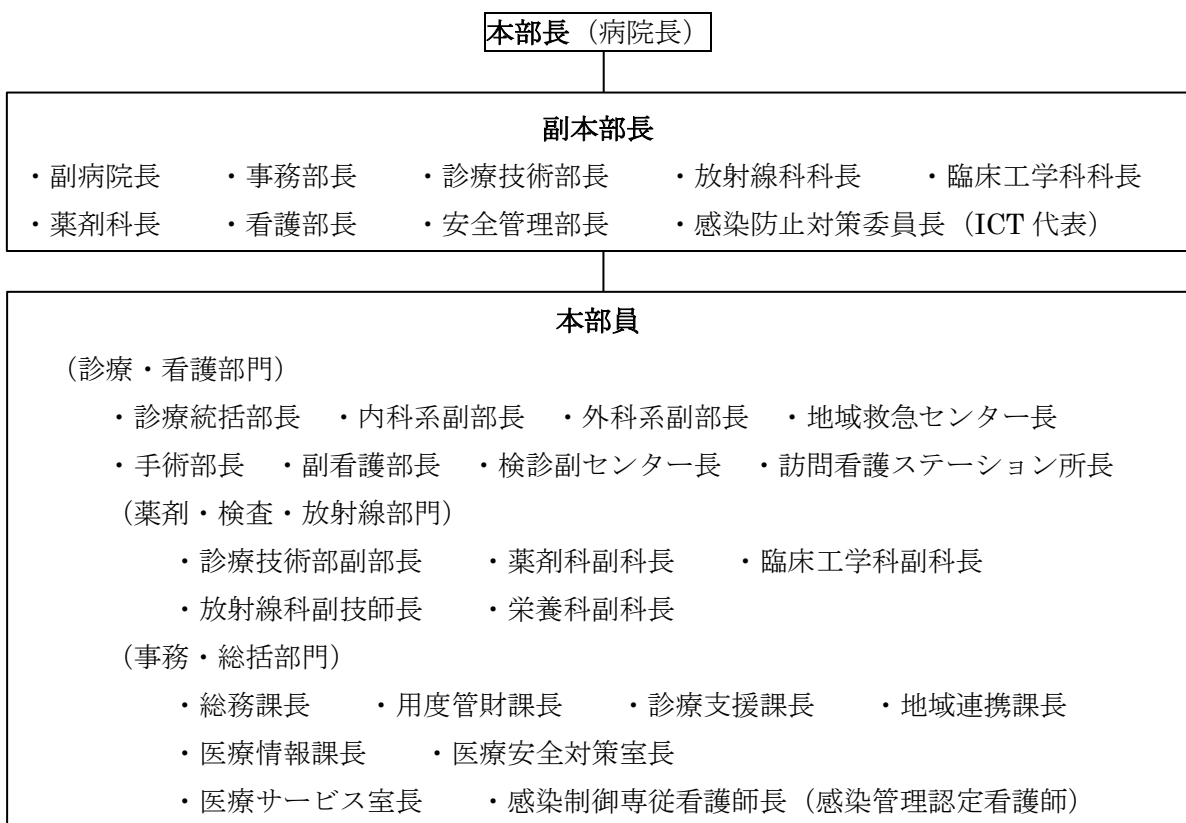 本部長（病院長）
副本部長
・副病院長　・事務部長　・診療技術部長　・放射線科科長　・臨床工学科科長
・薬剤科長　・看護部長　・安全管理部長　・感染防止対策委員長（ICT 代表）
本部員
（診療・看護部門）
・診療統括部長　・内科系副部長　・外科系副部長　・地域救急センター長
・手術部長　・副看護部長　・検診副センター長　・訪問看護ステーション所長
（薬剤・検査・放射線部門）
・診療技術部副部長　・薬剤科副科長　・臨床工学科副科長
・放射線科副技師長　・栄養科副科長
（事務・総括部門）
・総務課長　・用度管財課長　・診療支援課長　・地域連携課長
・医療情報課長　・医療安全対策室長
・医療サービス室長　・感染制御専従看護師長（感染管理認定看護師）